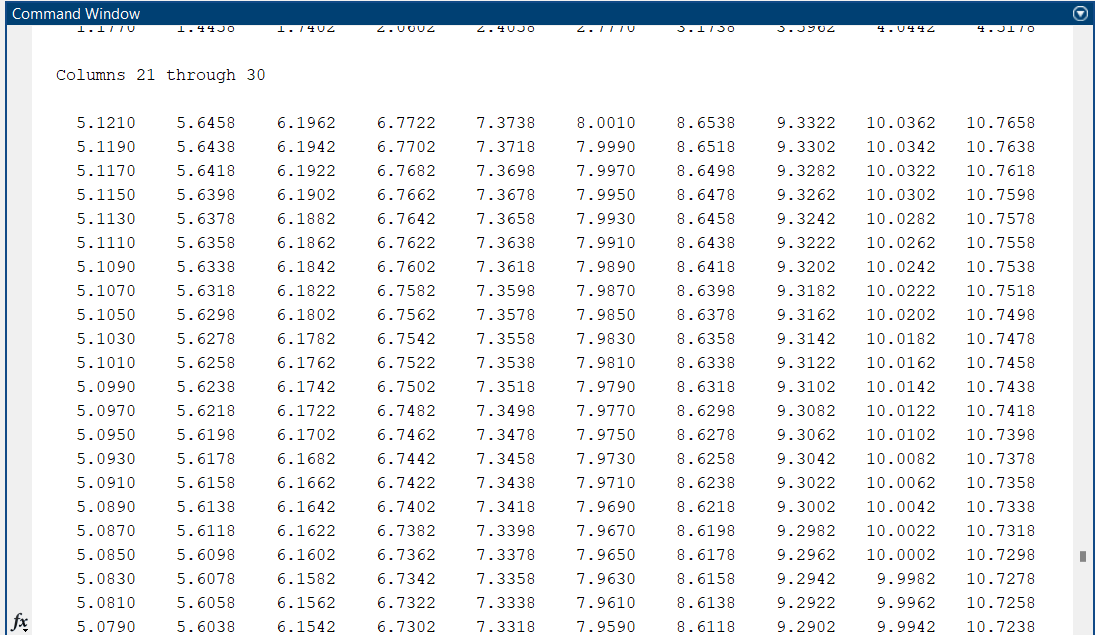 Command Window
1.1770 1.4458 1.7402 2.0602 2.4058 2.7770 3.1738 3.5962 4.0442 4.5178
Columns 21 through 30
5.1210 5.6458 6.1962 6.7722 7.3738 8.0010 8.6538 9.3322 10.0362 10.7658
5.1190 5.6438 6.1942 6.7702 7.3718 7.9990 8.6518 9.3302 10.0342 10.7638
5.1170 5.6418 6.1922 6.7682 7.3698 7.9970 8.6498 9.3282 10.0322 10.7618
5.1150 5.6398 6.1902 6.7662 7.3678 7.9950 8.6478 9.3262 10.0302 10.7598
5.1130 5.6378 6.1882 6.7642 7.3658 7.9930 8.6458 9.3242 10.0282 10.7578
5.1110 5.6358 6.1862 6.7622 7.3638 7.9910 8.6438 9.3222 10.0262 10.7558
5.1090 5.6338 6.1842 6.7602 7.3618 7.9890 8.6418 9.3202 10.0242 10.7538
5.1070 5.6318 6.1822 6.7582 7.3598 7.9870 8.6398 9.3182 10.0222 10.7518
5.1050 5.6298 6.1802 6.7562 7.3578 7.9850 8.6378 9.3162 10.0202 10.7498
5.1030 5.6278 6.1782 6.7542 7.3558 7.9830 8.6358 9.3142 10.0182 10.7478
5.1010 5.6258 6.1762 6.7522 7.3538 7.9810 8.6338 9.3122 10.0162 10.7458
5.0990 5.6238 6.1742 6.7502 7.3518 7.9790 8.6318 9.3102 10.0142 10.7438
5.0970 5.6218 6.1722 6.7482 7.3498 7.9770 8.6298 9.3082 10.0122 10.7418
5.0950 5.6198 6.1702 6.7462 7.3478 7.9750 8.6278 9.3062 10.0102 10.7398
5.0930 5.6178 6.1682 6.7442 7.3458 7.9730 8.6258 9.3042 10.0082 10.7378
5.0910 5.6158 6.1662 6.7422 7.3438 7.9710 8.6238 9.3022 10.0062 10.7358
5.0890 5.6138 6.1642 6.7402 7.3418 7.9690 8.6218 9.3002 10.0042 10.7338
5.0870 5.6118 6.1622 6.7382 7.3398 7.9670 8.6198 9.2982 10.0022 10.7318
5.0850 5.6098 6.1602 6.7362 7.3378 7.9650 8.6178 9.2962 10.0002 10.7298
5.0830 5.6078 6.1582 6.7342 7.3358 7.9630 8.6158 9.2942 9.9982 10.7278
5.0810 5.6058 6.1562 6.7322 7.3338 7.9610 8.6138 9.2922 9.9962 10.7258
5.0790 5.6038 6.1542 6.7302 7.3318 7.9590 8.6118 9.2902 9.9942 10.7238
fx